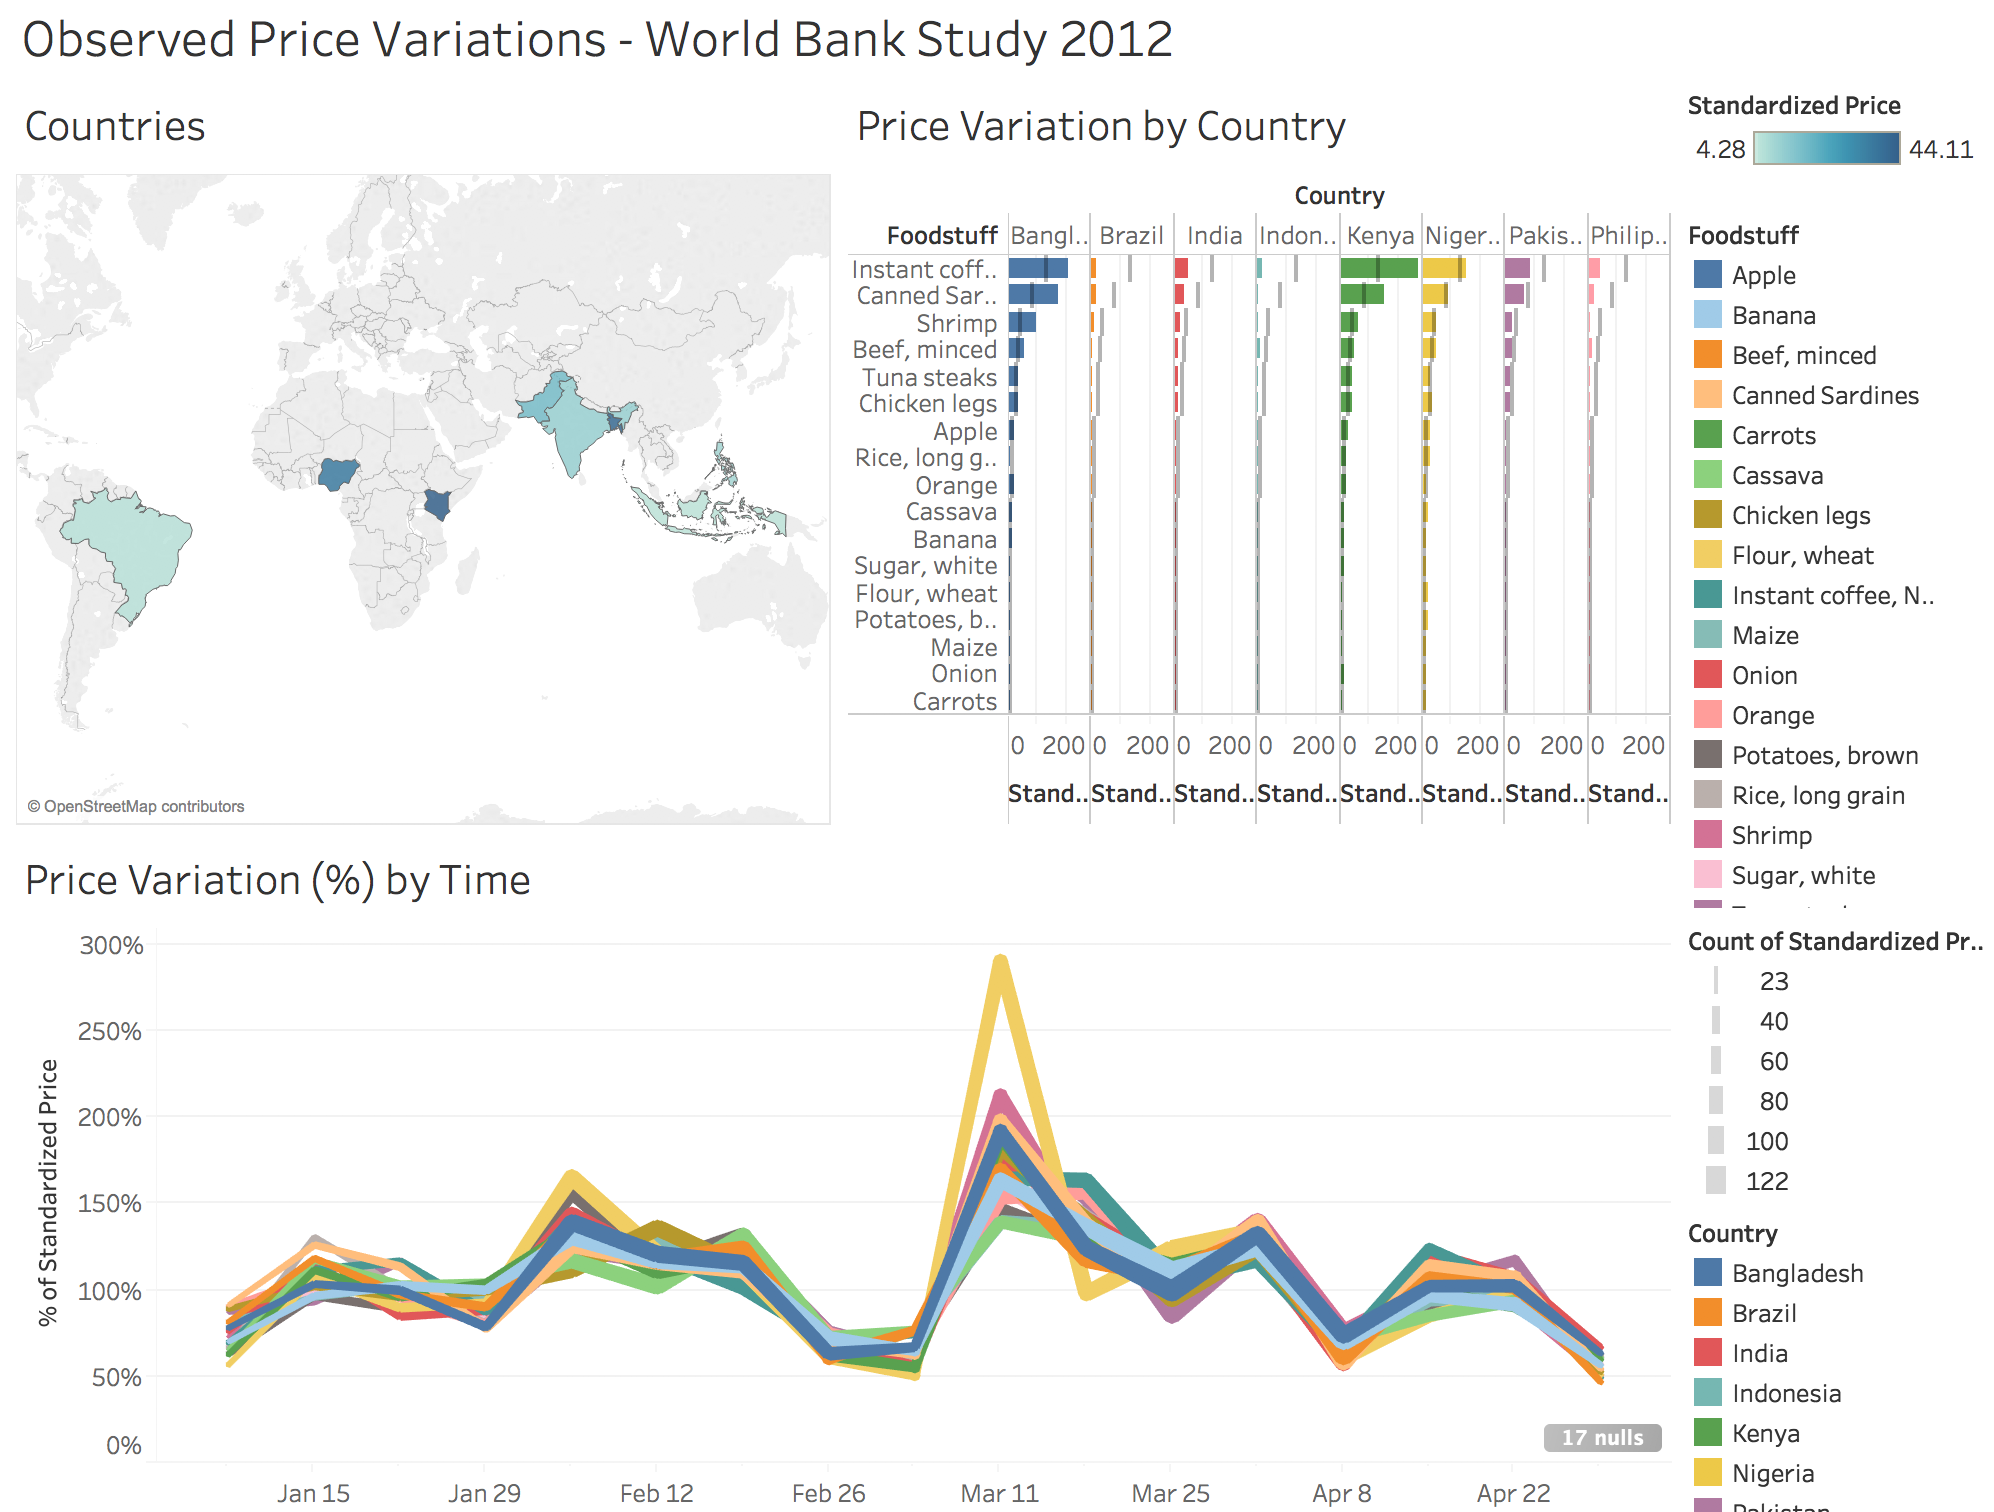 Observed Price Variations - World Bank Study 2012
Countries
© OpenStreetMap contributors
Price Variation by Country
Country
Foodstuff Bangl.. Brazil India Indon.. Kenya Niger.. Pakis.. Philip..
Instant coff..
Canned Sar..
Shrimp
Beef, minced
Tuna steaks
Chicken legs
Apple
Rice, long g..
Orange
Cassava
Banana
Sugar, white
Flour, wheat
Potatoes, b..
Maize
Onion
Carrots
0 200 0 200 0 200 0 200 0 200 0 200 0 200 0 200
Stand.. Stand.. Stand.. Stand.. Stand.. Stand.. Stand.. Stand..
Standardized Price
4.28 44.11
Foodstuff
Apple
Banana
Beef, minced
Canned Sardines
Carrots
Cassava
Chicken legs
Flour, wheat
Instant coffee, N..
Maize
Onion
Orange
Potatoes, brown
Rice, long grain
Shrimp
Sugar, white
Price Variation (%) by Time
% of Standardized Price
300%
250%
200%
150%
100%
50%
0%
17 nulls
Jan 15 Jan 29 Feb 12 Feb 26 Mar 11 Mar 25 Apr 8 Apr 22
Count of Standardized Pr..
23
40
60
80
100
122
Country
Bangladesh
Brazil
India
Indonesia
Kenya
Nigeria
Pakistan